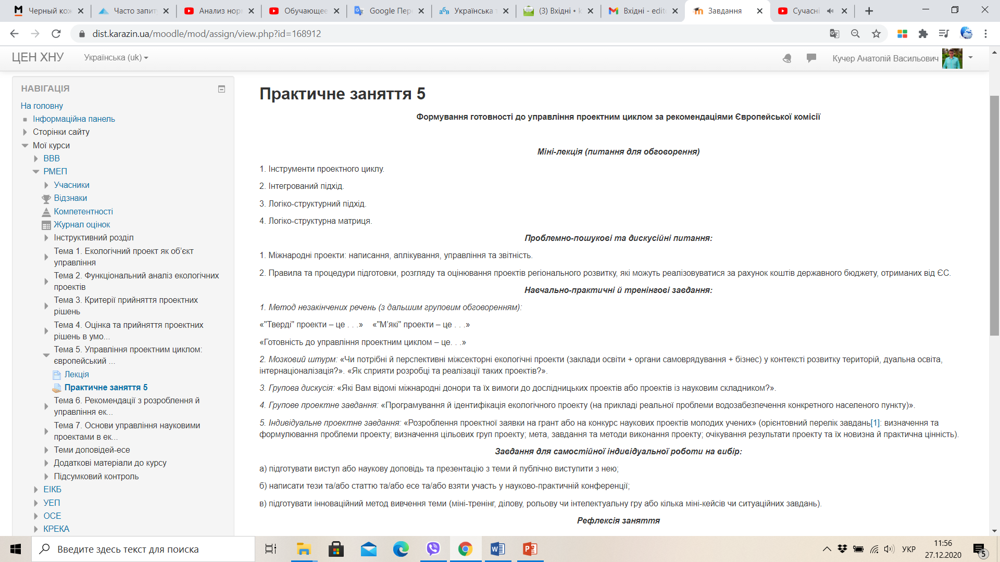 Черный кож
Часто запит
Анализ нор
Обучающее
Google Пер
Українська
(3) Вхідні • k
Вхідні - edit
Завдання
Сучасні
dist.karazin.ua/moodle/mod/assign/view.php?id=168912
ЦЕН ХНУ
Українська (uk)
Кучер Анатолій Васильович
НАВІГАЦІЯ
На головну
Інформаційна панель
Сторінки сайту
Мої курси
ВВВ
РМЕП
Учасники
Відзнаки
Компетентності
Журнал оцінок
Інструктивний розділ
Тема 1. Екологічний проект як об’єкт
управління
Тема 2. Функціональний аналіз екологічних
проектів
Тема 3. Критерії прийняття проектних
рішень
Тема 4. Оцінка та прийняття проектних
рішень в умо...
Тема 5. Управління проектним циклом:
європейський ...
Лекція
Практичне заняття 5
Тема 6. Рекомендації з розроблення й
управління ек...
Тема 7. Основи управління науковими
проектами в ек...
Теми доповідей-есе
Додаткові матеріали до курсу
Підсумковий контроль
ЕІКБ
УЕП
ОСЕ
КРЕКА
Практичне заняття 5
Формування готовності до управління проектним циклом за рекомендаціями Європейської комісії
Міні-лекція (питання для обговорення)
1. Інструменти проектного циклу.
2. Інтегрований підхід.
3. Логіко-структурний підхід.
4. Логіко-структурна матриця.
Проблемно-пошукові та дискусійні питання:
1. Міжнародні проекти: написання, аплікування, управління та звітність.
2. Правила та процедури підготовки, розгляду та оцінювання проектів регіонального розвитку, які можуть реалізовуватися за рахунок коштів державного бюджету, отриманих від ЄС.
Навчально-практичні й тренінгові завдання:
1. Метод незакінчених речень (з дальшим груповим обговоренням):
«"Тверді" проекти – це . . .» «"М’які" проекти – це . . .»
«Готовність до управління проектним циклом – це. . .»
2. Мозковий штурм: «Чи потрібні й перспективні міжсекторні екологічні проекти (заклади освіти + органи самоврядування + бізнес) у контексті розвитку територій, дуальна освіта,
інтернаціоналізація?». «Як сприяти розробці та реалізації таких проектів?».
3. Групова дискусія: «Які Вам відомі міжнародні донори та їх вимоги до дослідницьких проектів або проектів із науковим складником?».
4. Групове проектне завдання: «Програмування й ідентифікація екологічного проекту (на прикладі реальної проблеми водозабезпечення конкретного населеного пункту)».
5. Індивідуальне проектне завдання: «Розроблення проектної заявки на грант або на конкурс наукових проектів молодих учених» (орієнтовний перелік завдань[1]: визначення та
формулювання проблеми проекту; визначення цільових груп проекту; мета, завдання та методи виконання проекту; очікування результати проекту та їх новизна й практична цінність).
Завдання для самостійної індивідуальної роботи на вибір:
а) підготувати виступ або наукову доповідь та презентацію з теми й публічно виступити з нею;
б) написати тези та/або статтю та/або есе та/або взяти участь у науково-практичній конференції;
в) підготувати інноваційний метод вивчення теми (міні-тренінг, ділову, рольову чи інтелектуальну гру або кілька міні-кейсів чи ситуаційних завдань).
Рефлексія заняття
Введите здесь текст для поиска
УКР
11:56
27.12.2020
5